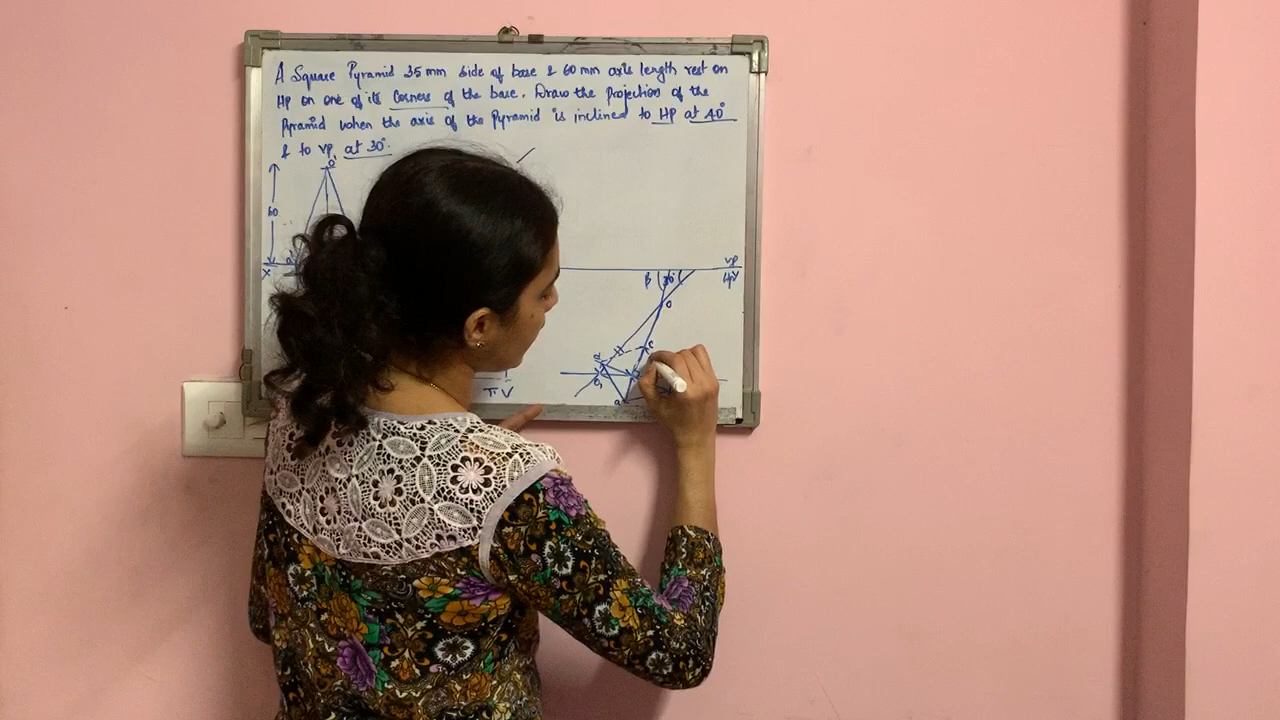 A Square Pyramid 35 mm side of base & 60 mm axis length rest on
HP on one of its Corners of the base. Draw the Projection of the
Pyramid when the axis of the Pyramid is inclined to HP at 40°
& to VP, at 30°.
O'
60
a'
X
VP
HP Y
β 30°
O
c
a
T V